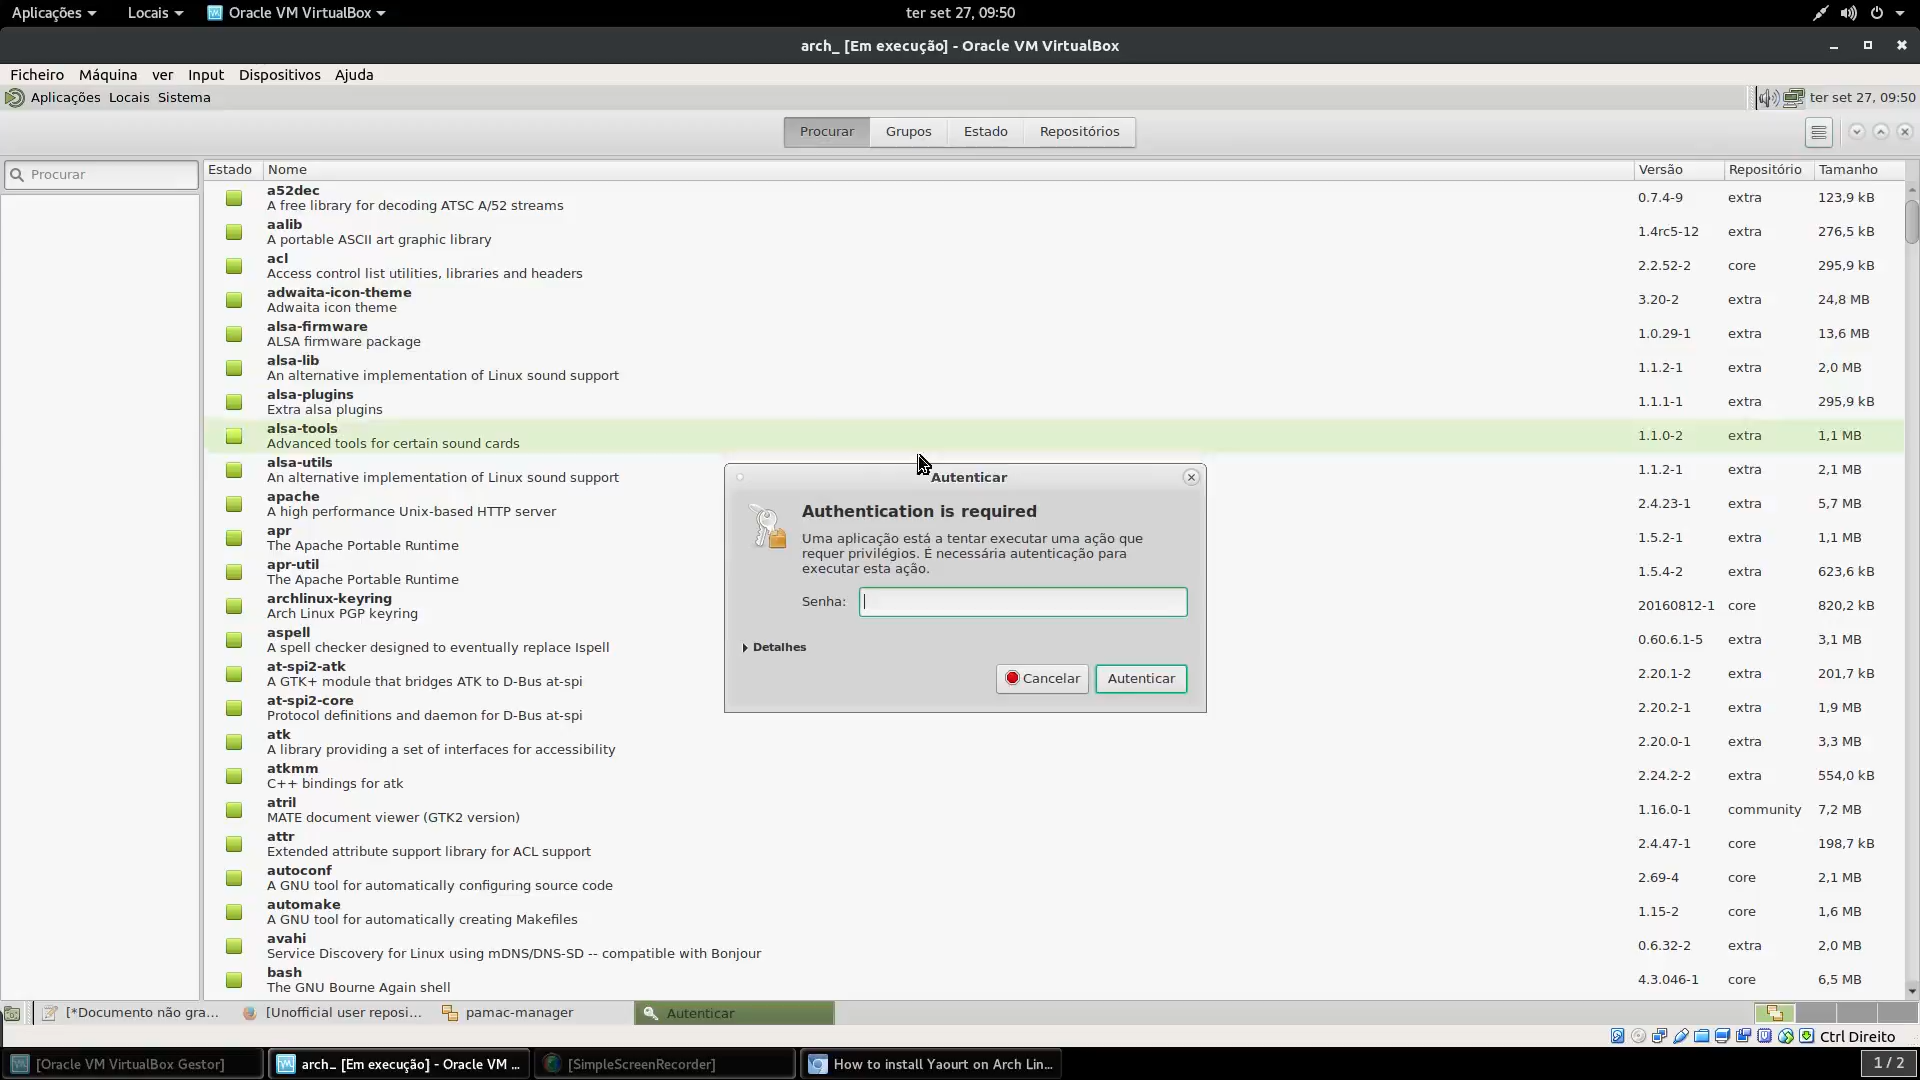 Aplicações Locais Oracle VM VirtualBox ter set 27, 09:50
arch_ [Em execução] - Oracle VM VirtualBox
Ficheiro Máquina ver Input Dispositivos Ajuda
Aplicações Locais Sistema ter set 27, 09:50
Procurar Grupos Estado Repositórios
Procurar
Estado Nome Versão Repositório Tamanho
a52dec
A free library for decoding ATSC A/52 streams 0.7.4-9 extra 123,9 kB
aalib
A portable ASCII art graphic library 1.4rc5-12 extra 276,5 kB
acl
Access control list utilities, libraries and headers 2.2.52-2 core 295,9 kB
adwaita-icon-theme
Adwaita icon theme 3.20-2 extra 24,8 MB
alsa-firmware
ALSA firmware package 1.0.29-1 extra 13,6 MB
alsa-lib
An alternative implementation of Linux sound support 1.1.2-1 extra 2,0 MB
alsa-plugins
Extra alsa plugins 1.1.1-1 extra 295,9 kB
alsa-tools
Advanced tools for certain sound cards 1.1.0-2 extra 1,1 MB
alsa-utils
An alternative implementation of Linux sound support 1.1.2-1 extra 2,1 MB
apache
A high performance Unix-based HTTP server 2.4.23-1 extra 5,7 MB
apr
The Apache Portable Runtime 1.5.2-1 extra 1,1 MB
apr-util
The Apache Portable Runtime 1.5.4-2 extra 623,6 kB
archlinux-keyring
Arch Linux PGP keyring 20160812-1 core 820,2 kB
aspell
A spell checker designed to eventually replace Ispell 0.60.6.1-5 extra 3,1 MB
at-spi2-atk
A GTK+ module that bridges ATK to D-Bus at-spi 2.20.1-2 extra 201,7 kB
at-spi2-core
Protocol definitions and daemon for D-Bus at-spi 2.20.2-1 extra 1,9 MB
atk
A library providing a set of interfaces for accessibility 2.20.0-1 extra 3,3 MB
atkmm
C++ bindings for atk 2.24.2-2 extra 554,0 kB
atril
MATE document viewer (GTK2 version) 1.16.0-1 community 7,2 MB
attr
Extended attribute support library for ACL support 2.4.47-1 core 198,7 kB
autoconf
A GNU tool for automatically configuring source code 2.69-4 core 2,1 MB
automake
A GNU tool for automatically creating Makefiles 1.15-2 core 1,6 MB
avahi
Service Discovery for Linux using mDNS/DNS-SD -- compatible with Bonjour 0.6.32-2 extra 2,0 MB
bash
The GNU Bourne Again shell 4.3.046-1 core 6,5 MB
Autenticar
Authentication is required
Uma aplicação está a tentar executar uma ação que
requer privilégios. É necessária autenticação para
executar esta ação.
Senha:
Detalhes
Cancelar Autenticar
[*Documento não gra... [Unofficial user reposi... pamac-manager Autenticar
Ctrl Direito
[Oracle VM VirtualBox Gestor] arch_ [Em execução] - Oracle VM ... [SimpleScreenRecorder] How to install Yaourt on Arch Lin... 1 / 2